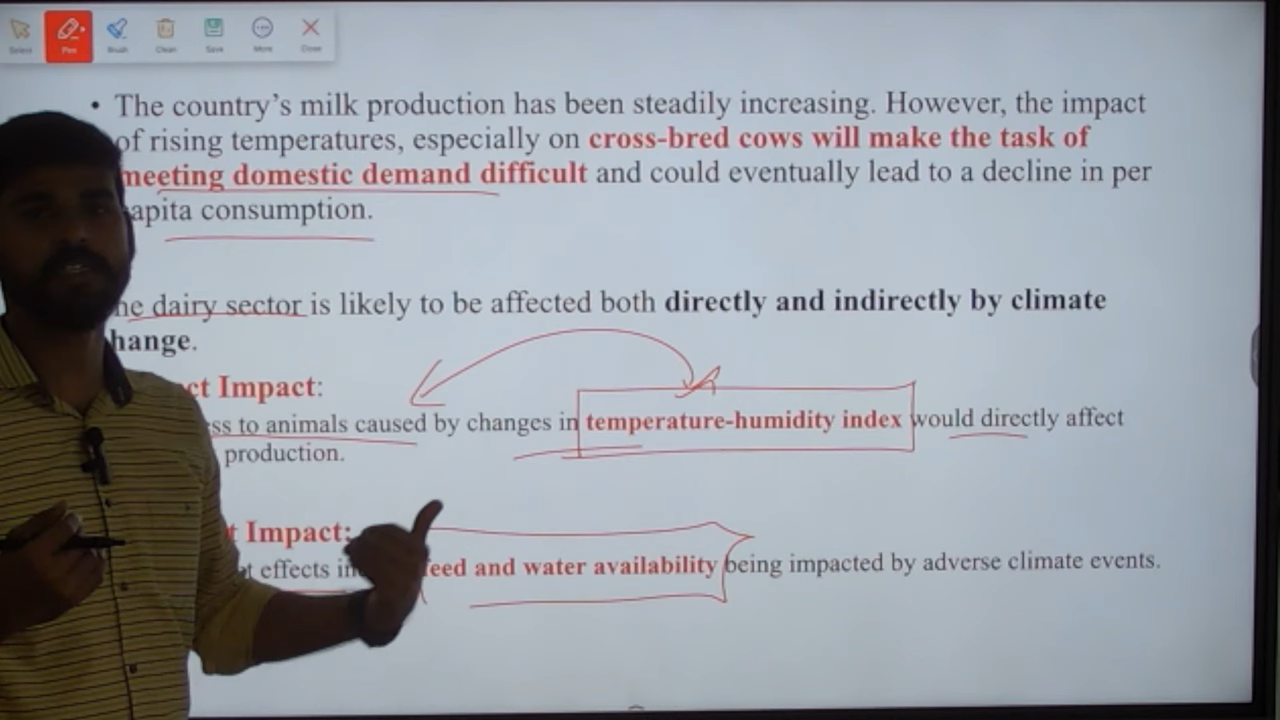 Select Pen Brush Clean Save More Close
• The country's milk production has been steadily increasing. However, the impact
of rising temperatures, especially on cross-bred cows will make the task of
meeting domestic demand difficult and could eventually lead to a decline in per
apita consumption.
he dairy sector is likely to be affected both directly and indirectly by climate
hange.
ct Impact:
ss to animals caused by changes in temperature-humidity index would directly affect
production.
t Impact:
t effects in feed and water availability being impacted by adverse climate events.